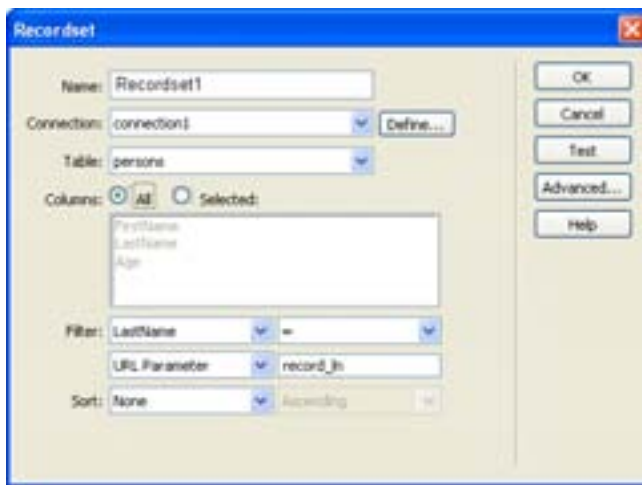 Recordset
Name: Recordset1
OK
Connection: connection1 Define...
Cancel
Table: persons
Test
Columns: All Selected:
Advanced...
FirstName
LastName
Age
Help
Filter: LastName =
URL Parameter record_ln
Sort: None Ascending